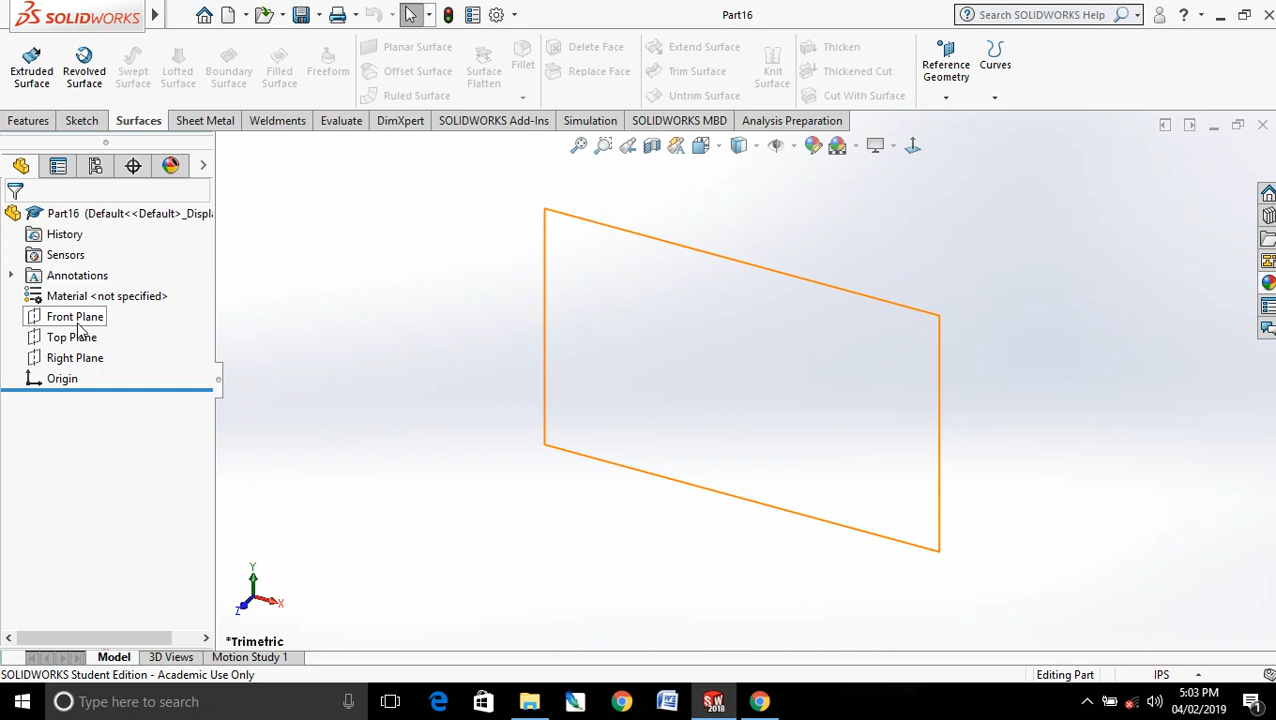 SOLIDWORKS
Part16
Search SOLIDWORKS Help
?
Extruded Surface
Revolved Surface
Swept Surface
Lofted Surface
Boundary Surface
Filled Surface
Freeform
Planar Surface
Offset Surface
Ruled Surface
Surface Flatten
Fillet
Delete Face
Replace Face
Extend Surface
Trim Surface
Untrim Surface
Knit Surface
Thicken
Thickened Cut
Cut With Surface
Reference Geometry
Curves
Features
Sketch
Surfaces
Sheet Metal
Weldments
Evaluate
DimXpert
SOLIDWORKS Add-Ins
Simulation
SOLIDWORKS MBD
Analysis Preparation
Part16 (Default<<Default>_Displ
History
Sensors
A Annotations
Material <not specified>
Front Plane
Top Plane
Right Plane
Origin
Y
Z
X
*Trimetric
Model
3D Views
Motion Study 1
SOLIDWORKS Student Edition - Academic Use Only
Editing Part
IPS
Type here to search
SW
2018
5:03 PM
04/02/2019
1